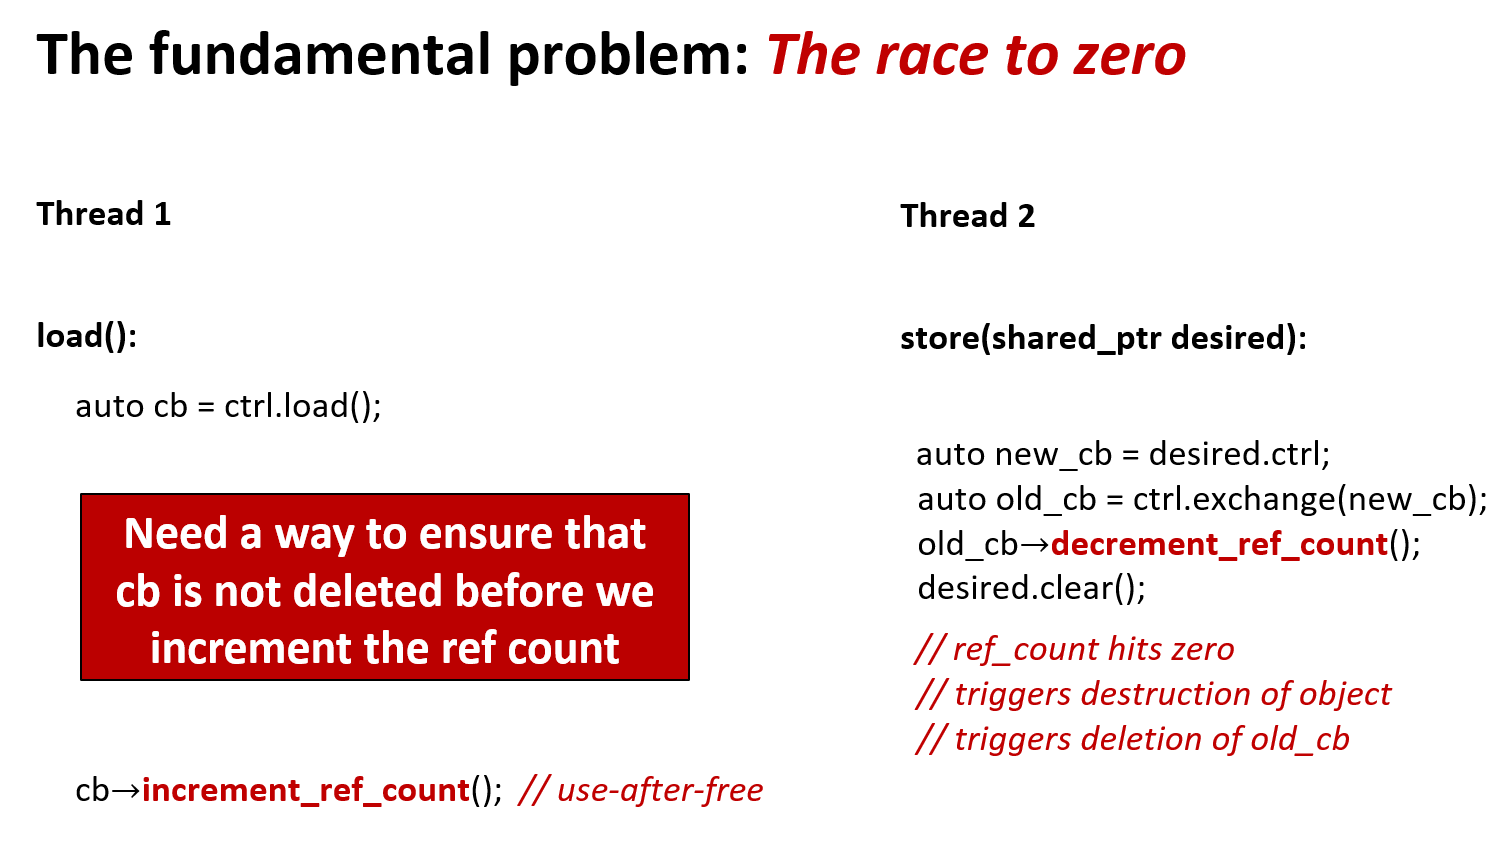 The fundamental problem: The race to zero
Thread 1
load():
auto cb = ctrl.load();
Need a way to ensure that
cb is not deleted before we
increment the ref count
cb→increment_ref_count(); // use-after-free
Thread 2
store(shared_ptr desired):
auto new_cb = desired.ctrl;
auto old_cb = ctrl.exchange(new_cb);
old_cb→decrement_ref_count();
desired.clear();
// ref_count hits zero
// triggers destruction of object
// triggers deletion of old_cb